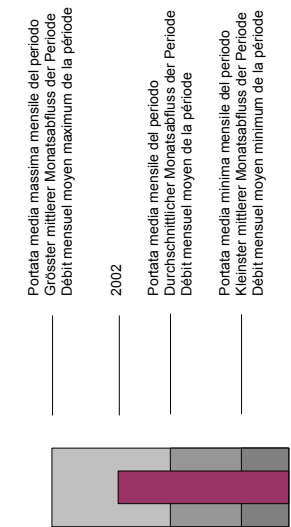 Portata media massima mensile del periodo
Grösster mittlerer Monatsabfluss der Periode
Débit mensuel moyen maximum de la période
2002
Portata media mensile del periodo
Durchschnittlicher Monatsabfluss der Periode
Débit mensuel moyen de la période
Portata media minima mensile del periodo
Kleinster mittlerer Monatsabfluss der Periode
Débit mensuel moyen minimum de la période